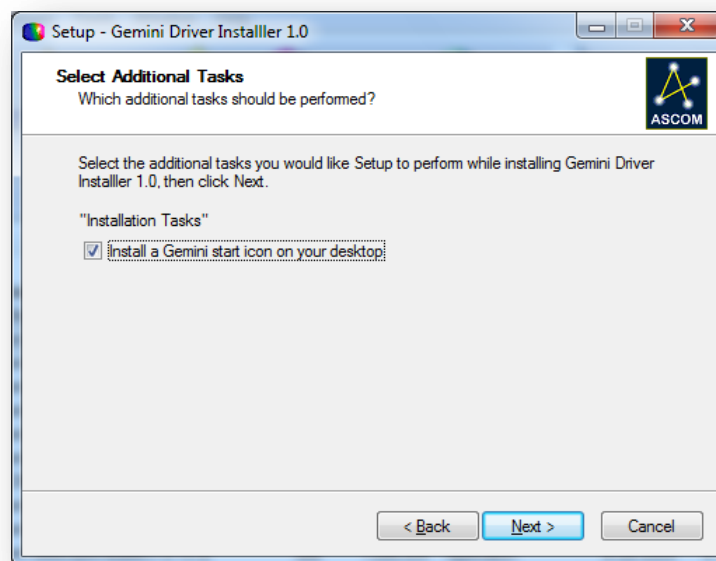 Setup - Gemini Driver Installler 1.0
Select Additional Tasks
Which additional tasks should be performed?
ASCOM
Select the additional tasks you would like Setup to perform while installing Gemini Driver
Installler 1.0, then click Next.
"Installation Tasks"
Install a Gemini start icon on your desktop
< Back
Next >
Cancel